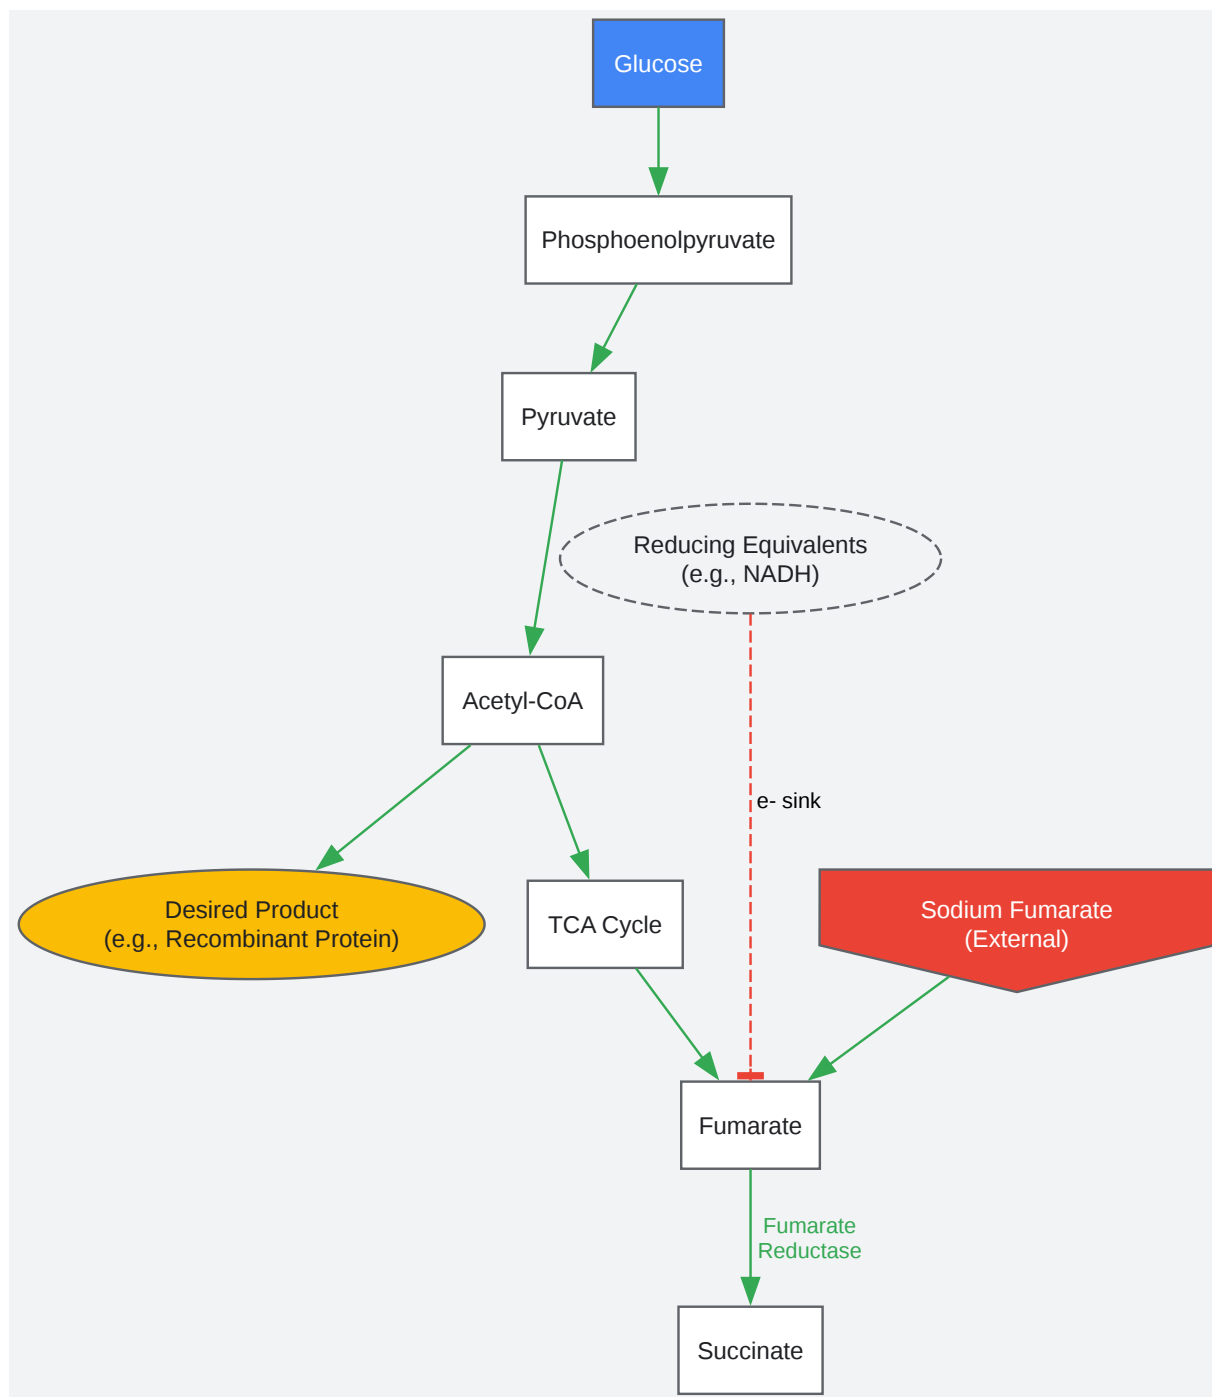 Glucose
Phosphoenolpyruvate
Pyruvate
Reducing Equivalents
(e.g., NADH)
Acetyl-CoA
e- sink
Desired Product
(e.g., Recombinant Protein)
TCA Cycle
Sodium Fumarate
(External)
Fumarate
Fumarate
Reductase
Succinate